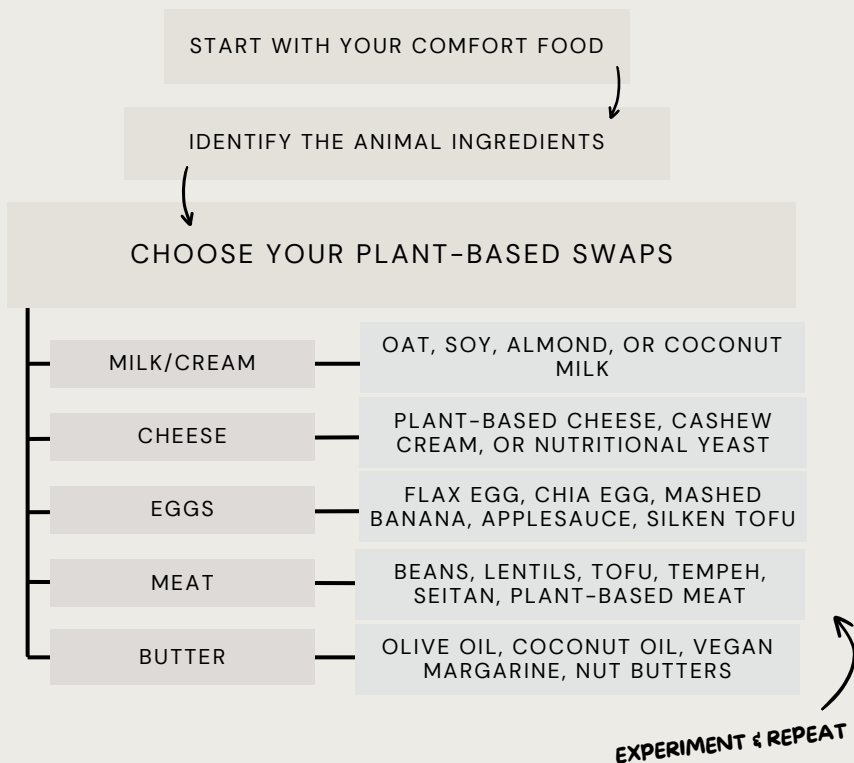 START WITH YOUR COMFORT FOOD
IDENTIFY THE ANIMAL INGREDIENTS
CHOOSE YOUR PLANT-BASED SWAPS
MILK/CREAM
OAT, SOY, ALMOND, OR COCONUT
MILK
CHEESE
PLANT-BASED CHEESE, CASHEW
CREAM, OR NUTRITIONAL YEAST
EGGS
FLAX EGG, CHIA EGG, MASHED
BANANA, APPLESAUCE, SILKEN TOFU
MEAT
BEANS, LENTILS, TOFU, TEMPEH,
SEITAN, PLANT-BASED MEAT
BUTTER
OLIVE OIL, COCONUT OIL, VEGAN
MARGARINE, NUT BUTTERS
EXPERIMENT & REPEAT